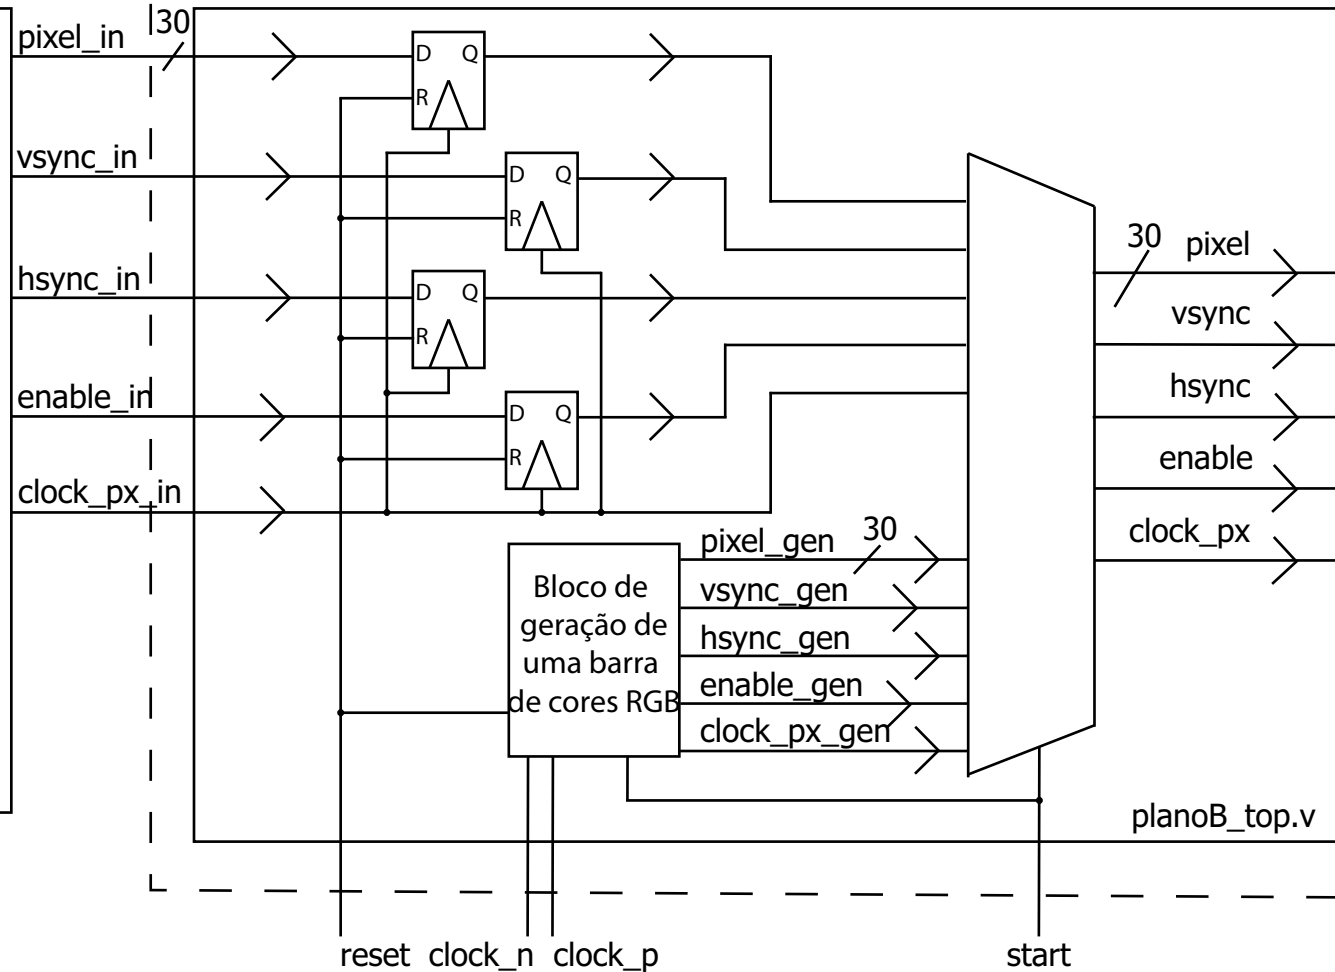 pixel_in
30
D Q
R
vsync_in
D Q
R
hsync_in
D Q
R
enable_in
D Q
R
clock_px_in
30
pixel
vsync
hsync
enable
clock_px
Bloco de
geração de
uma barra
de cores RGB
pixel_gen
30
vsync_gen
hsync_gen
enable_gen
clock_px_gen
planoB_top.v
reset
clock_n
clock_p
start